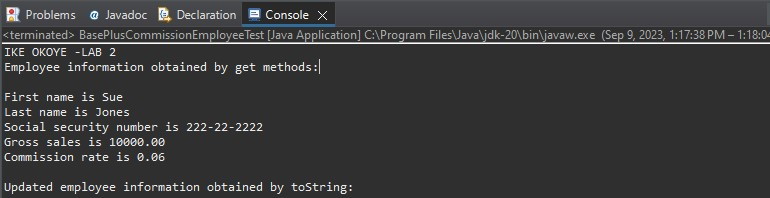 Problems Javadoc Declaration Console
<terminated> BasePlusCommissionEmployeeTest [Java Application] C:\Program Files\Java\jdk-20\bin\javaw.exe (Sep 9, 2023, 1:17:38 PM – 1:18:04
IKE OKOYE -LAB 2
Employee information obtained by get methods:
First name is Sue
Last name is Jones
Social security number is 222-22-2222
Gross sales is 10000.00
Commission rate is 0.06
Updated employee information obtained by toString: